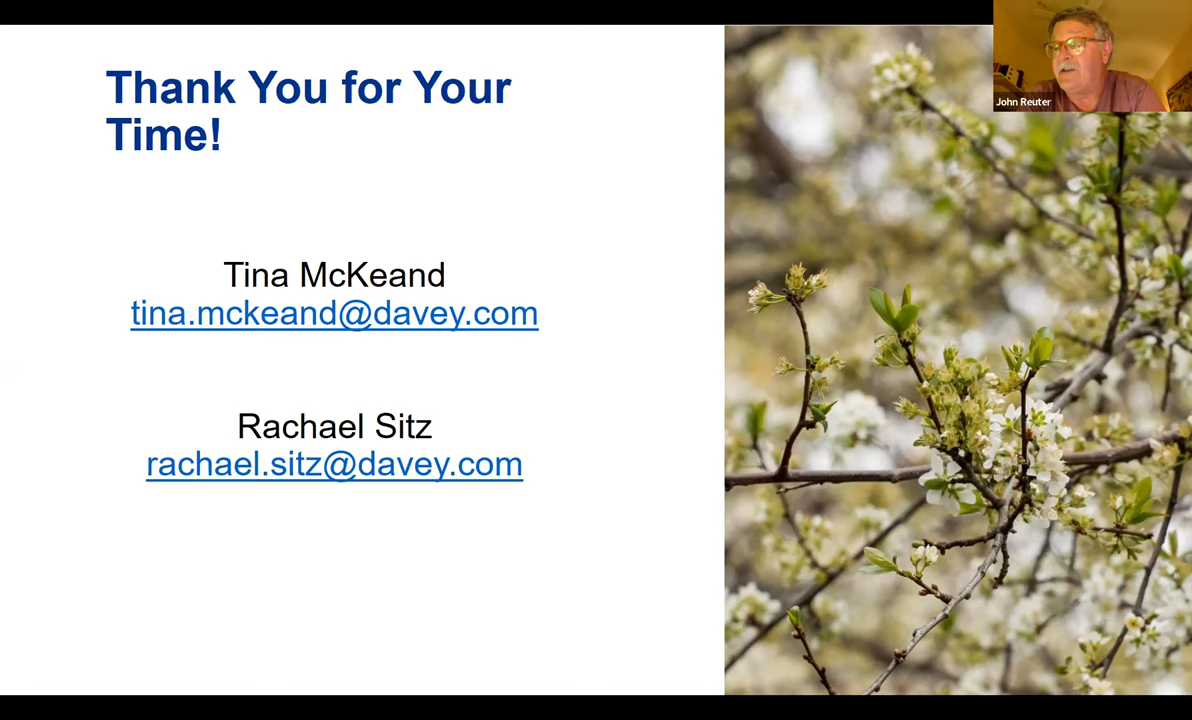 Thank You for Your
Time!
Tina McKeand
tina.mckeand@davey.com
Rachael Sitz
rachael.sitz@davey.com
John Reuter